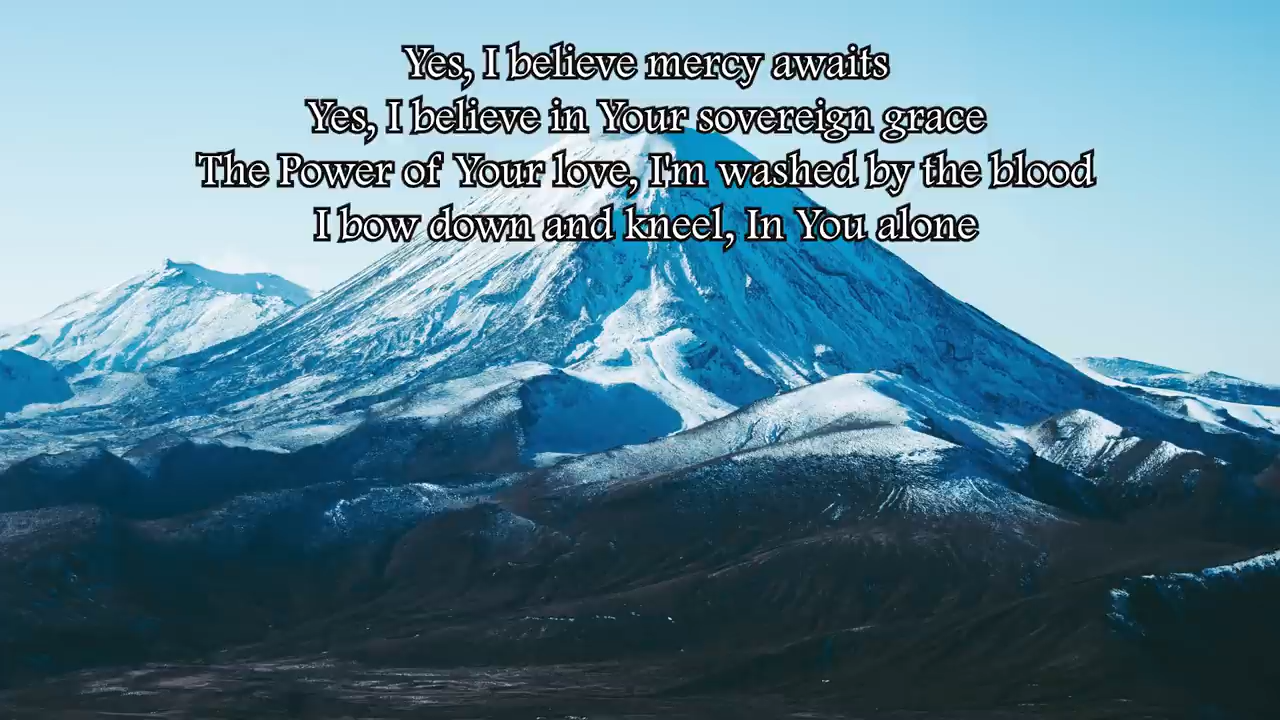 Yes, I believe mercy awaits
Yes, I believe in Your sovereign grace
The Power of Your love, I'm washed by the blood
I bow down and kneel, In You alone